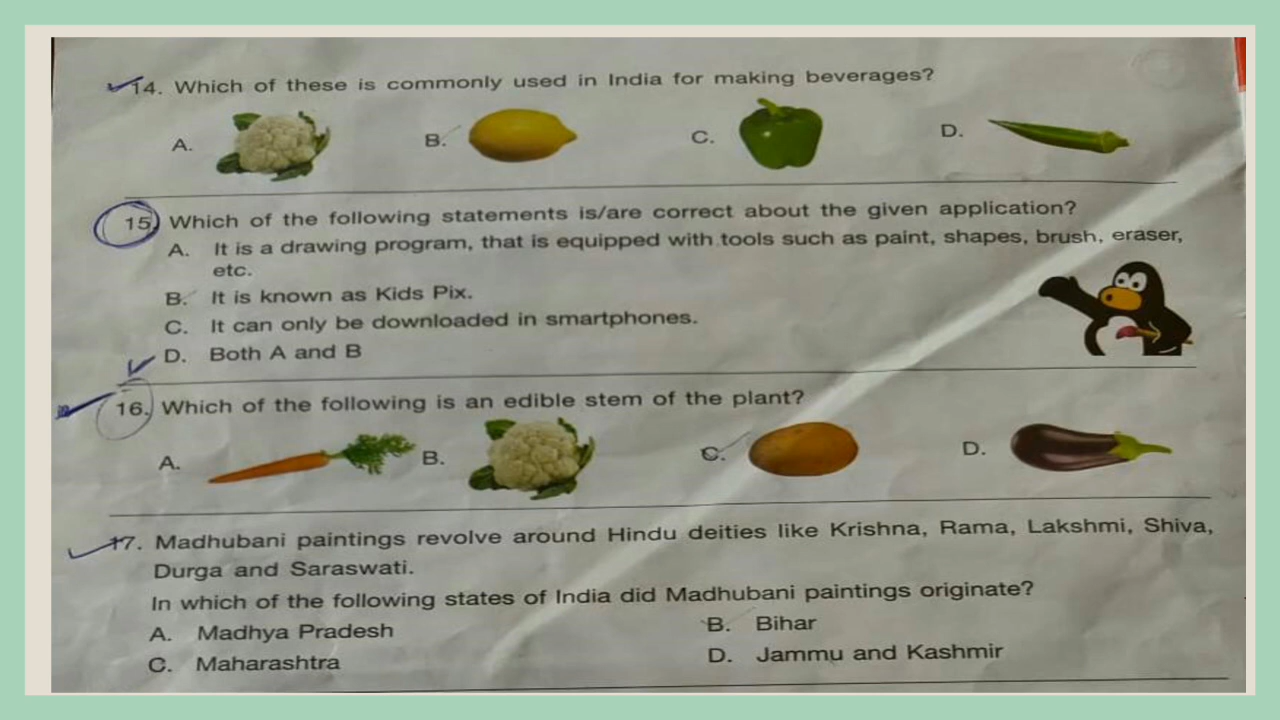 14. Which of these is commonly used in India for making beverages?
A. B. C. D.
15. Which of the following statements is/are correct about the given application?
A. It is a drawing program, that is equipped with tools such as paint, shapes, brush, eraser,
etc.
B. It is known as Kids Pix.
C. It can only be downloaded in smartphones.
D. Both A and B
16. Which of the following is an edible stem of the plant?
A. B. C. D.
17. Madhubani paintings revolve around Hindu deities like Krishna, Rama, Lakshmi, Shiva,
Durga and Saraswati.
In which of the following states of India did Madhubani paintings originate?
A. Madhya Pradesh B. Bihar
C. Maharashtra D. Jammu and Kashmir